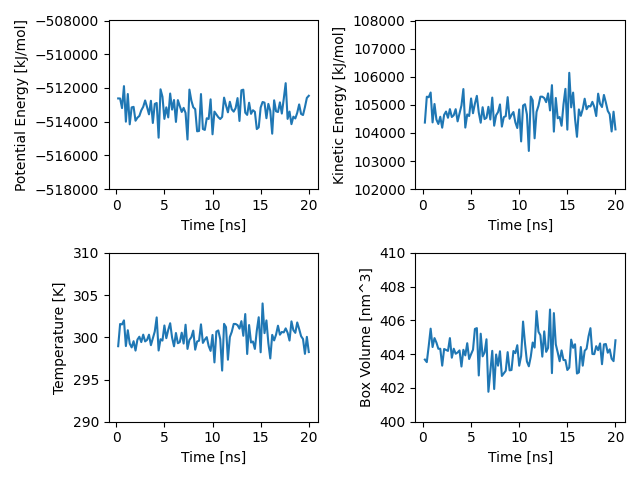 Potential Energy [kJ/mol]
−508000
−510000
−512000
−514000
−516000
−518000
0 5 10 15 20
Time [ns]
Kinetic Energy [kJ/mol]
108000
107000
106000
105000
104000
103000
102000
0 5 10 15 20
Time [ns]
Temperature [K]
310
305
300
295
290
0 5 10 15 20
Time [ns]
Box Volume [nm^3]
410
408
406
404
402
400
0 5 10 15 20
Time [ns]